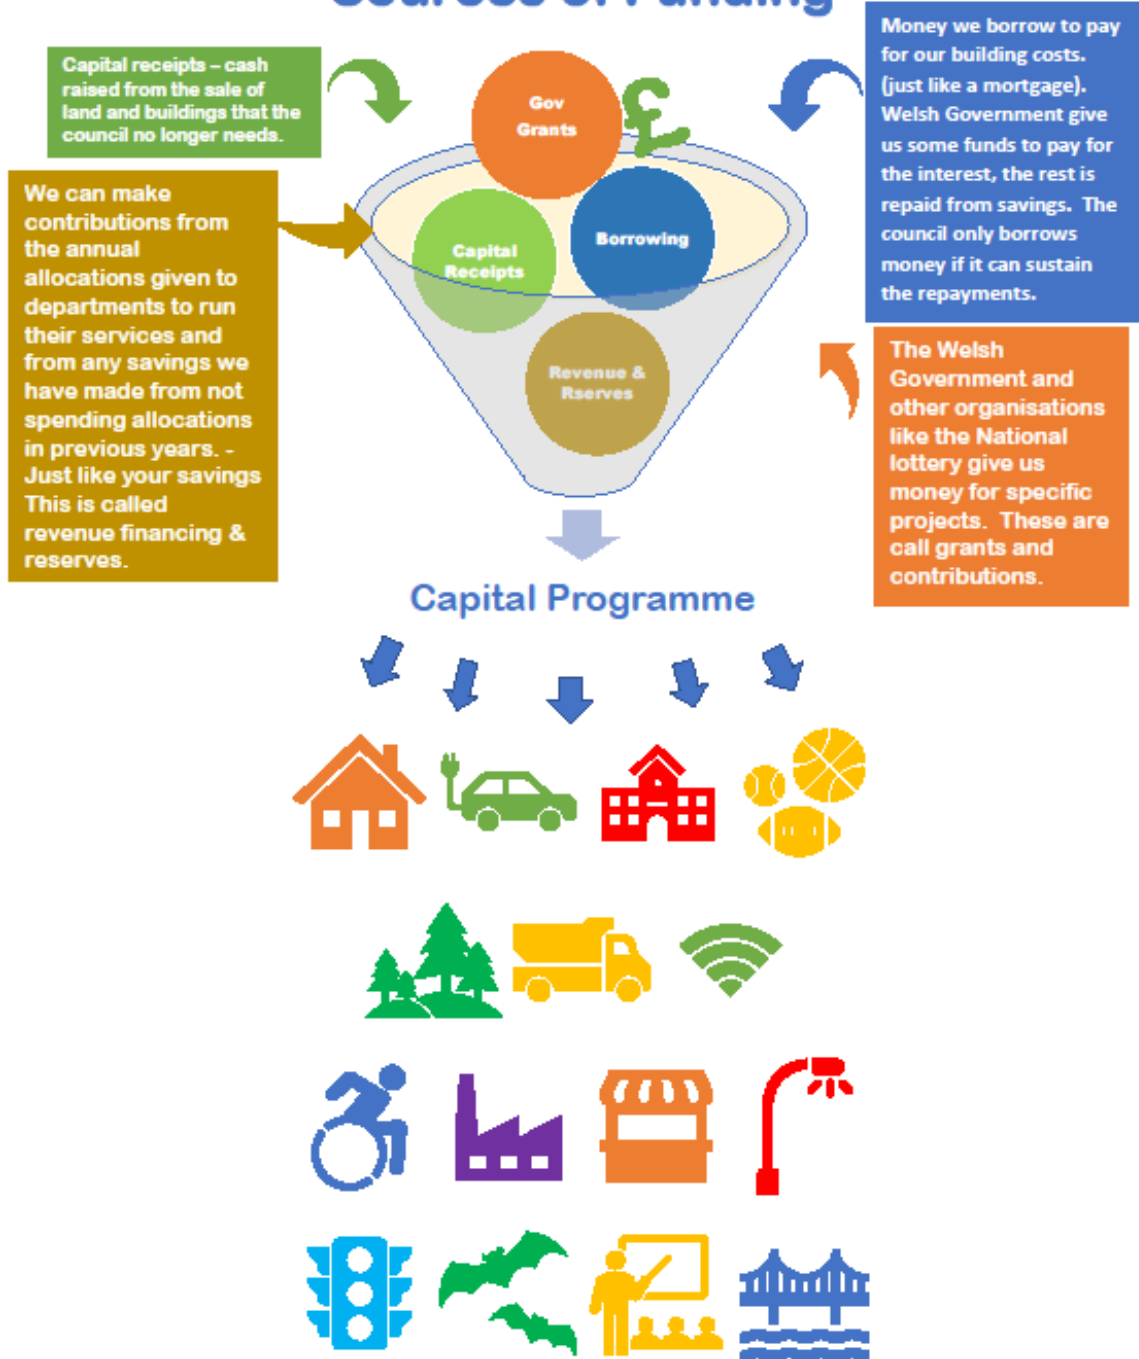 Sources of Funding
Capital receipts – cash
raised from the sale of
land and buildings that the
council no longer needs.
Money we borrow to pay
for our building costs.
(just like a mortgage).
Welsh Government give
us some funds to pay for
the interest, the rest is
repaid from savings.  The
council only borrows
money if it can sustain
the repayments.
Gov
Grants
£
We can make
contributions from
the annual
allocations given to
departments to run
their services and
from any savings we
have made from not
spending allocations
in previous years. -
Just like your savings
This is called
revenue financing &
reserves.
Capital
Receipts
Borrowing
Revenue &
Rserves
The Welsh
Government and
other organisations
like the National
lottery give us
money for specific
projects.  These are
call grants and
contributions.
Capital Programme